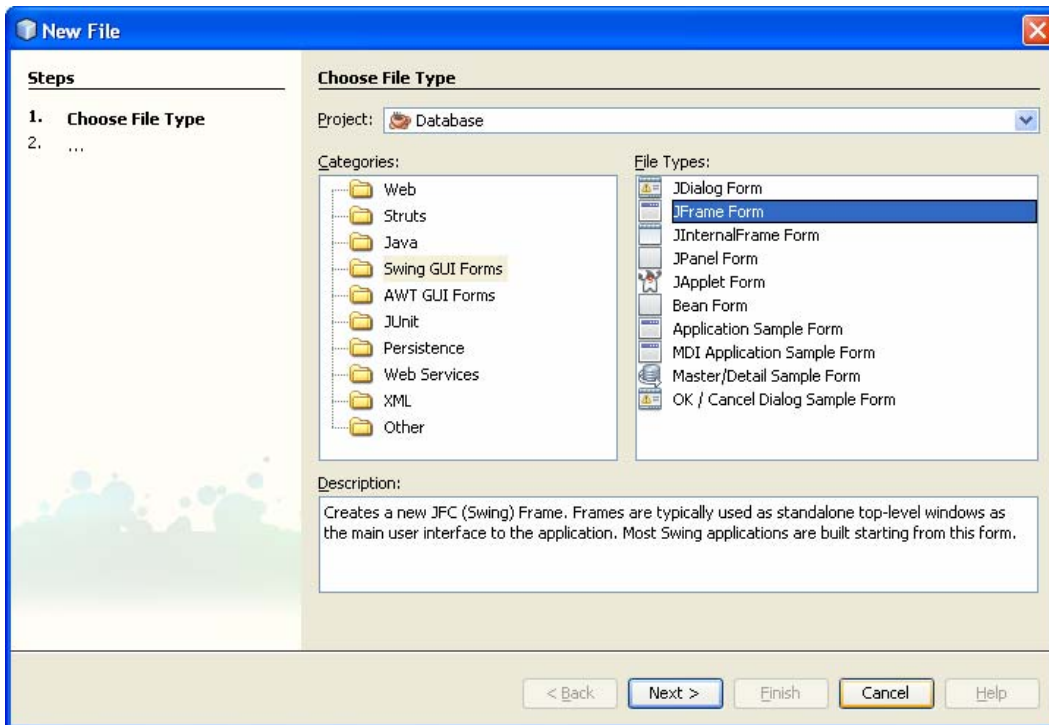 New File
Steps
1. Choose File Type
2. ...
Choose File Type
Project: Database
Categories:
Web
Struts
Java
Swing GUI Forms
AWT GUI Forms
JUnit
Persistence
Web Services
XML
Other
File Types:
JDialog Form
JFrame Form
JInternalFrame Form
JPanel Form
JApplet Form
Bean Form
Application Sample Form
MDI Application Sample Form
Master/Detail Sample Form
OK / Cancel Dialog Sample Form
Description:
Creates a new JFC (Swing) Frame. Frames are typically used as standalone top-level windows as
the main user interface to the application. Most Swing applications are built starting from this form.
< Back Next > Finish Cancel Help